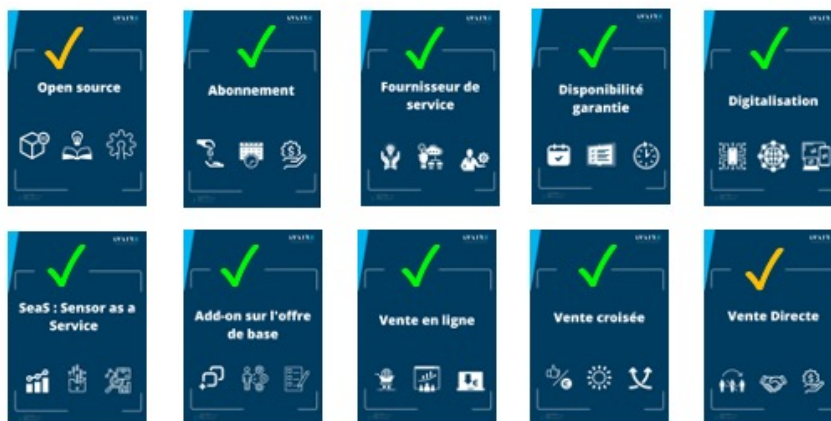 Open source
Abonnement
Fournisseur de
service
Disponibilité
garantie
Digitalisation
SeaS : Sensor as a
Service
Add-on sur l'offre
de base
Vente en ligne
Vente croisée
Vente Directe